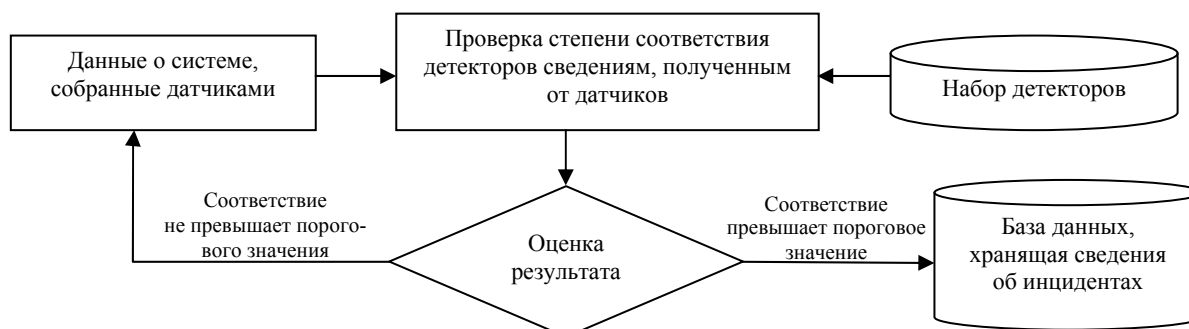 Данные о системе,
собранные датчиками
Проверка степени соответствия
детекторов сведениям, полученным
от датчиков
Набор детекторов
Соответствие
не превышает порого-
вого значения
Оценка
результата
Соответствие
превышает пороговое
значение
База данных,
хранящая сведения
об инцидентах